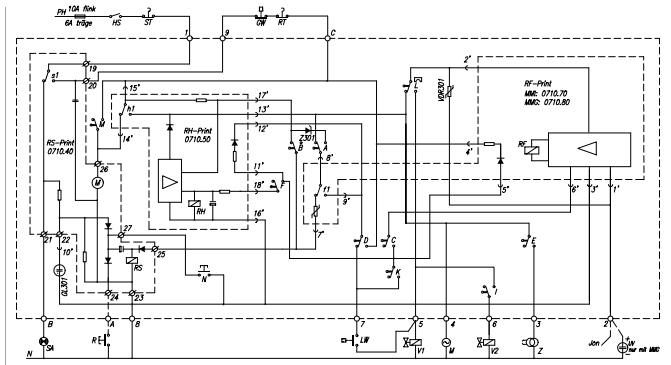 PH 10A flink
6A träge
HS
ST
GW
RT
1
9
C
19
20
s1
15'
h1
M
14'
RS-Print
0710.40
RH-Print
0710.50
17'
13'
12'
11'
18'
16'
RH
F
Z301
B
A
8'
f1
9'
7'
L
2'
VDR301
RF-Print
MMI: 0710.70
MMG: 0710.80
RF
4'
5'
6'
3'
1'
26
M
27
21
22
10'
GL301
RS
25
24
23
N
D
C
K
E
I
B
A
B
7
5
4
6
3
2
N
SA
R
LW
V1
M
V2
Z
Jon
UV
nur mit MMG